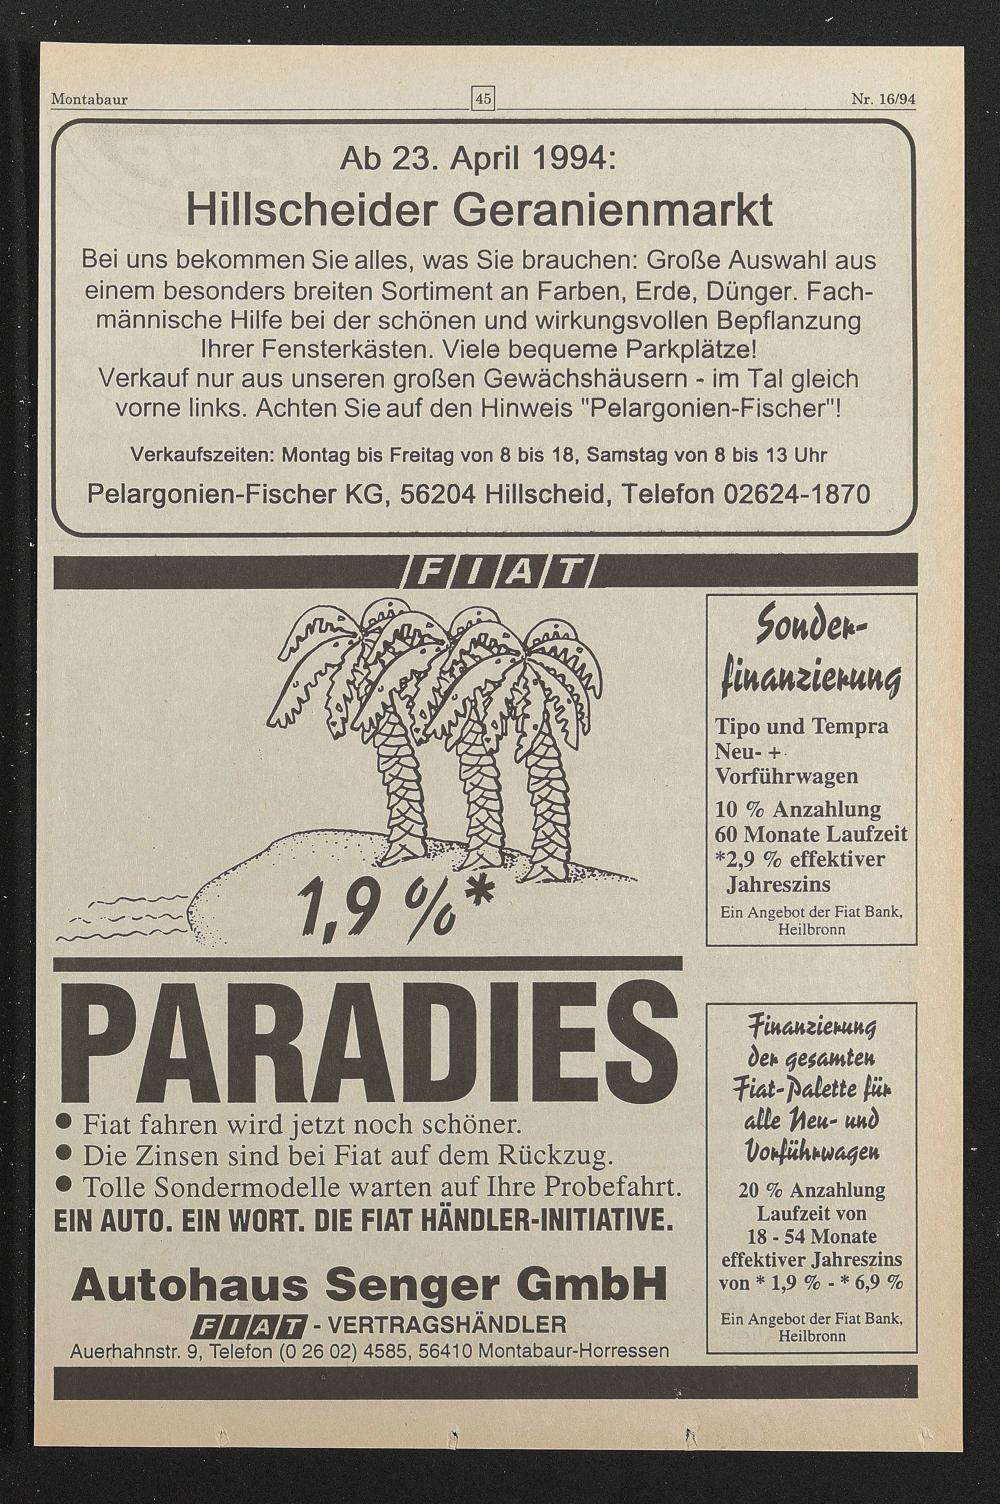 Montabaur
45
Nr. 16/94
Ab 23. April 1994:
Hillscheider Geranienmarkt
Bei uns bekommen Sie alles, was Sie brauchen: Große Auswahl aus
einem besonders breiten Sortiment an Farben, Erde, Dünger. Fach-
männische Hilfe bei der schönen und wirkungsvollen Bepflanzung
Ihrer Fensterkästen. Viele bequeme Parkplätze!
Verkauf nur aus unseren großen Gewächshäusern - im Tal gleich
vorne links. Achten Sie auf den Hinweis "Pelargonien-Fischer"!
Verkaufszeiten: Montag bis Freitag von 8 bis 18, Samstag von 8 bis 13 Uhr
Pelargonien-Fischer KG, 56204 Hillscheid, Telefon 02624-1870
FIAT
1,9 %*
PARADIES
• Fiat fahren wird jetzt noch schöner.
• Die Zinsen sind bei Fiat auf dem Rückzug.
• Tolle Sondermodelle warten auf Ihre Probefahrt.
EIN AUTO. EIN WORT. DIE FIAT HÄNDLER-INITIATIVE.
Autohaus Senger GmbH
FIAT - VERTRAGSHÄNDLER
Auerhahnstr. 9, Telefon (0 26 02) 4585, 56410 Montabaur-Horressen
Sonder-
finanzierung
Tipo und Tempra
Neu- +
Vorführwagen
10 % Anzahlung
60 Monate Laufzeit
*2,9 % effektiver
Jahreszins
Ein Angebot der Fiat Bank,
Heilbronn
Finanzierung
der gesamten
Fiat-Palette für
alle Neu- und
Vorführwagen
20 % Anzahlung
Laufzeit von
18 - 54 Monate
effektiver Jahreszins
von * 1,9 % - * 6,9 %
Ein Angebot der Fiat Bank,
Heilbronn